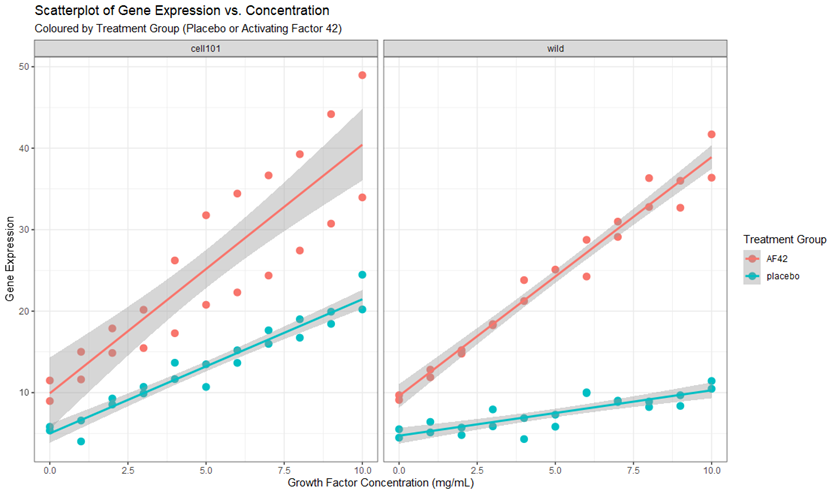 Scatterplot of Gene Expression vs. Concentration
Coloured by Treatment Group (Placebo or Activating Factor 42)
cell101
wild
50
40
30
20
10
Gene Expression
0.0 2.5 5.0 7.5 10.0
0.0 2.5 5.0 7.5 10.0
Growth Factor Concentration (mg/mL)
Treatment Group
AF42
placebo